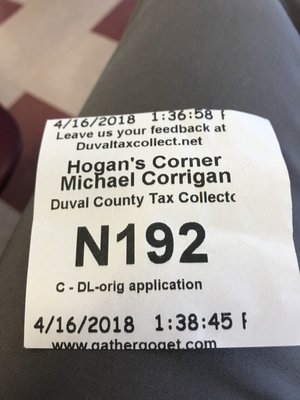 4/16/2018 1:36:58 P
Leave us your feedback at
Duvaltaxcollect.net
Hogan's Corner
Michael Corrigan
Duval County Tax Collecto
N192
C - DL-orig application
4/16/2018 1:38:45 P
www.gathergoget.com